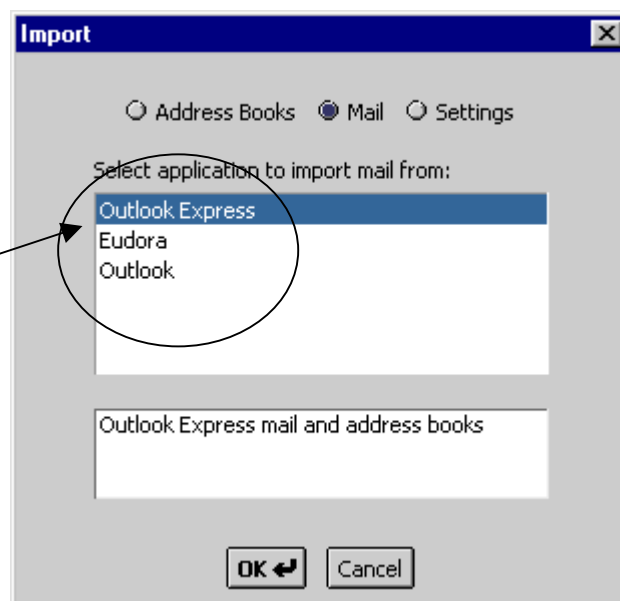 Import
Address Books Mail Settings
Select application to import mail from:
Outlook Express
Eudora
Outlook
Outlook Express mail and address books
OK Cancel